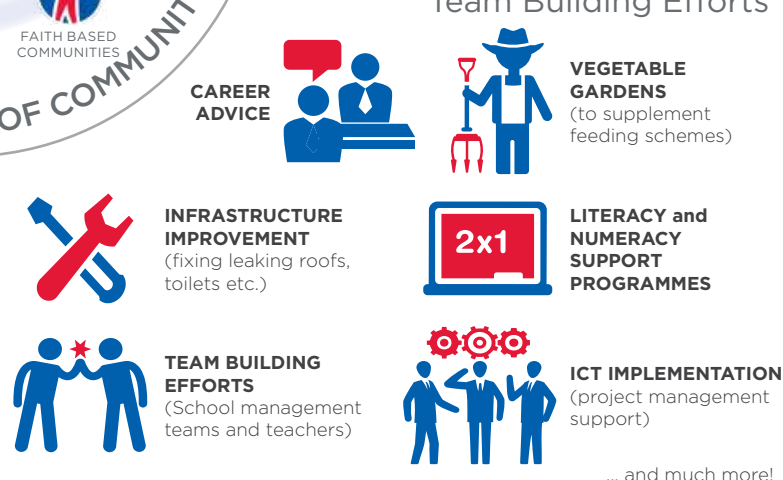 Team Building Efforts
FAITH BASED
COMMUNITIES
OF COMMUNIT
CAREER
ADVICE
VEGETABLE
GARDENS
(to supplement
feeding schemes)
INFRASTRUCTURE
IMPROVEMENT
(fixing leaking roofs,
toilets etc.)
2x1
LITERACY and
NUMERACY
SUPPORT
PROGRAMMES
TEAM BUILDING
EFFORTS
(School management
teams and teachers)
ICT IMPLEMENTATION
(project management
support)
... and much more!